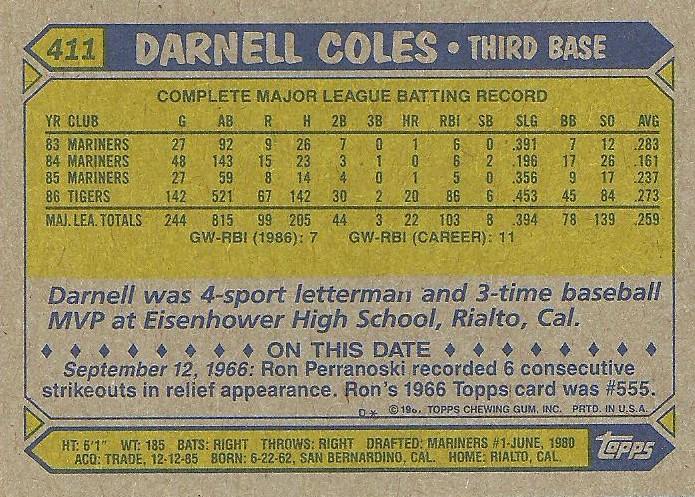 411 DARNELL COLES • THIRD BASE
COMPLETE MAJOR LEAGUE BATTING RECORD
YR CLUB G AB R H 2B 3B HR RBI SB SLG BB SO AVG
83 MARINERS 27 92 9 26 7 0 1 6 0 .391 7 12 .283
84 MARINERS 48 143 15 23 3 1 0 6 2 .196 17 26 .161
85 MARINERS 27 59 8 14 4 0 1 5 0 .356 9 17 .237
86 TIGERS 142 521 67 142 30 2 20 86 6 .453 45 84 .273
MAJ. LEA. TOTALS 244 815 99 205 44 3 22 103 8 .394 78 139 .259
GW-RBI (1986): 7 GW-RBI (CAREER): 11
Darnell was 4-sport letterman and 3-time baseball
MVP at Eisenhower High School, Rialto, Cal.
ON THIS DATE
September 12, 1966: Ron Perranoski recorded 6 consecutive
strikeouts in relief appearance. Ron's 1966 Topps card was #555.
D* © TOPPS CHEWING GUM, INC. PRTD. IN U.S.A.
HT: 6'1" WT: 185 BATS: RIGHT THROWS: RIGHT DRAFTED: MARINERS #1-JUNE, 1980
ACQ: TRADE, 12-12-85 BORN: 6-22-62, SAN BERNARDINO, CAL. HOME: RIALTO, CAL.
topps